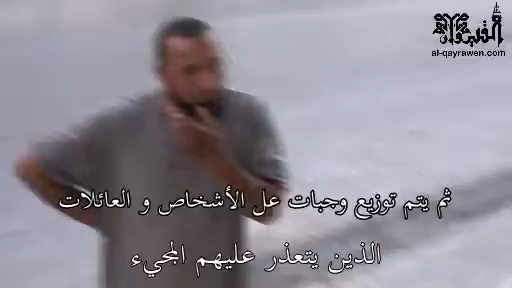 القيروان
al-qayrawen.com
ثم يتم توزيع وجبات عل الأشخاص و العائلات
الذين يتعذر عليهم المجيء